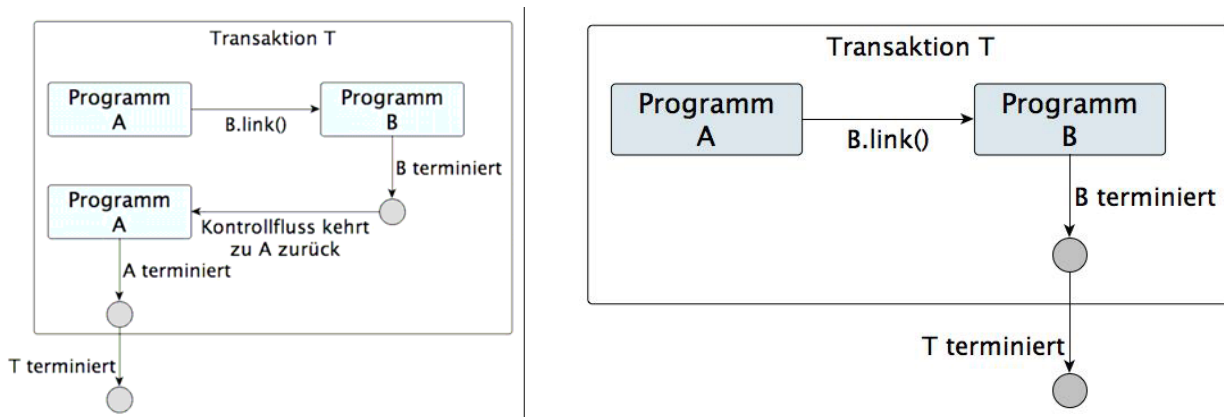 Transaktion T
Programm
A
B.link()
Programm
B
B terminiert
Programm
A
Kontrollfluss kehrt
zu A zurück
A terminiert
T terminiert
Transaktion T
Programm
A
B.link()
Programm
B
B terminiert
T terminiert